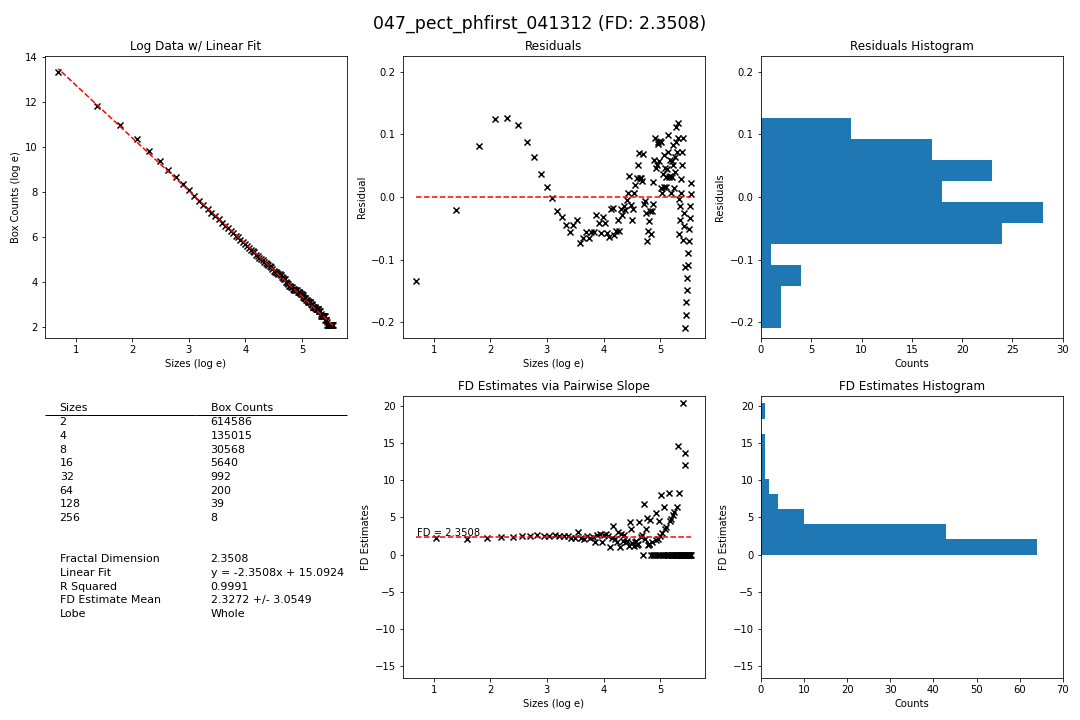 047_pect_phfirst_041312 (FD: 2.3508)
Log Data w/ Linear Fit
14
12
10
8
6
4
2
Box Counts (log e)
1 2 3 4 5
Sizes (log e)
Residuals
0.2
0.1
0.0
−0.1
−0.2
Residual
1 2 3 4 5
Sizes (log e)
Residuals Histogram
0.2
0.1
0.0
−0.1
−0.2
Residuals
0 5 10 15 20 25 30
Counts
Sizes Box Counts
2 614586
4 135015
8 30568
16 5640
32 992
64 200
128 39
256 8
Fractal Dimension 2.3508
Linear Fit y = -2.3508x + 15.0924
R Squared 0.9991
FD Estimate Mean 2.3272 +/- 3.0549
Lobe Whole
FD Estimates via Pairwise Slope
20
15
10
5
0
−5
−10
−15
FD Estimates
FD = 2.3508
1 2 3 4 5
Sizes (log e)
FD Estimates Histogram
20
15
10
5
0
−5
−10
−15
FD Estimates
0 10 20 30 40 50 60 70
Counts